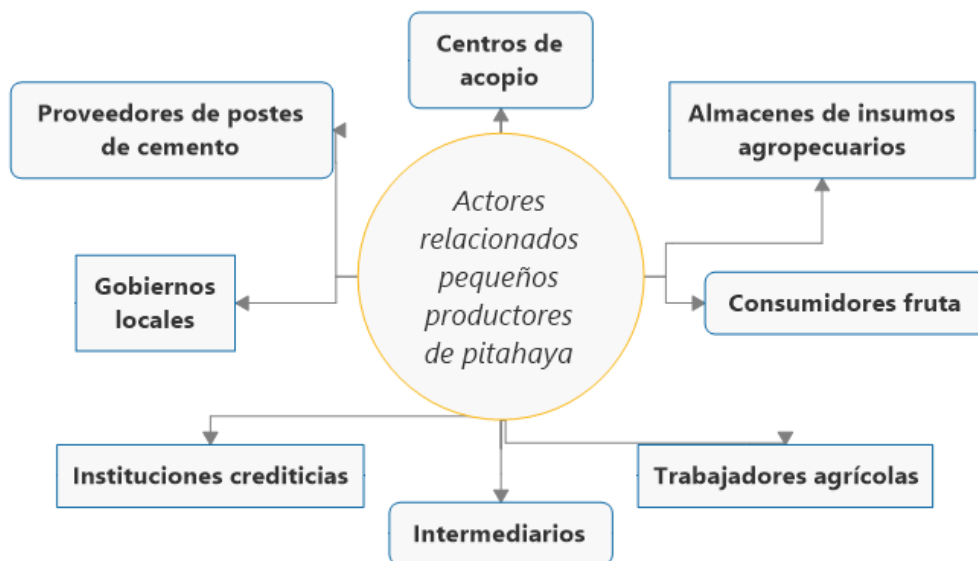 Centros de
acopio
Proveedores de postes
de cemento
Almacenes de insumos
agropecuarios
Actores
relacionados
pequeños
productores
de pitahaya
Gobiernos
locales
Consumidores fruta
Instituciones crediticias
Trabajadores agrícolas
Intermediarios